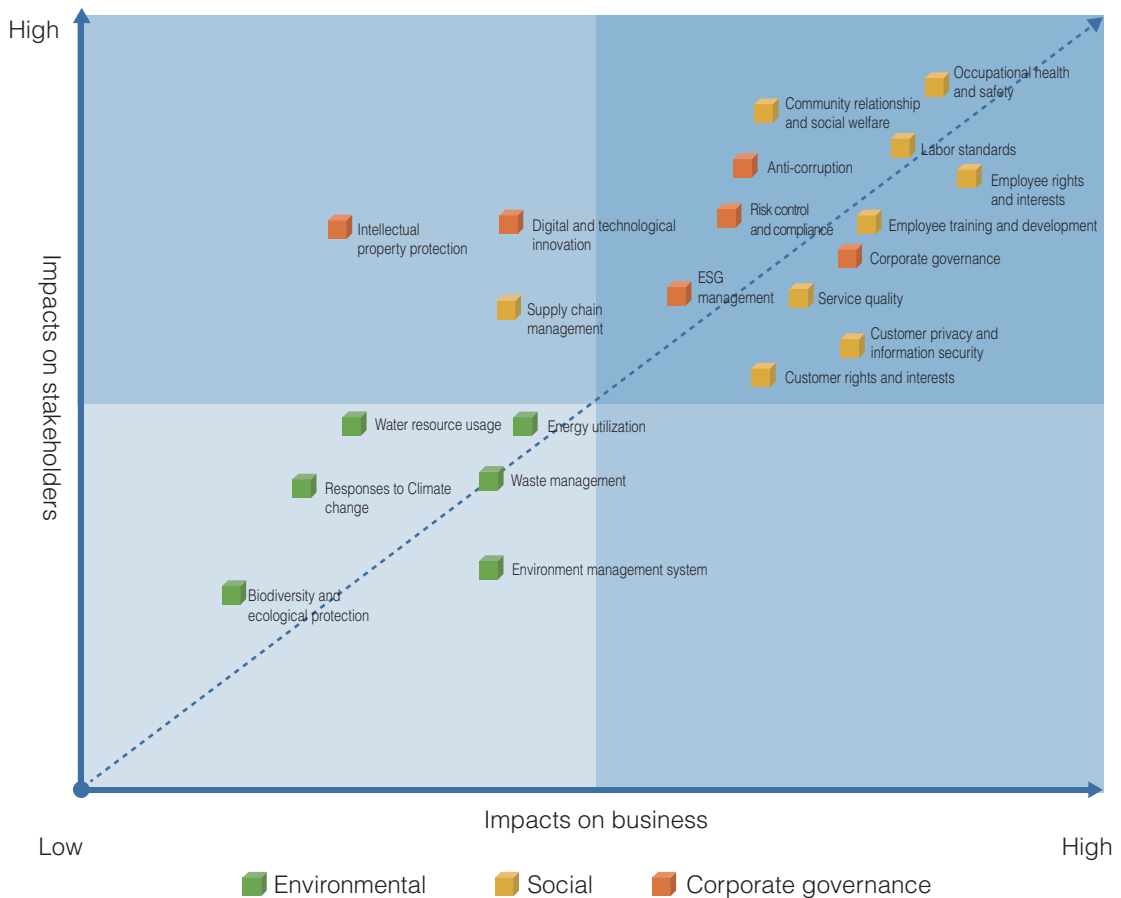 High
Occupational health
and safety
Community relationship
and social welfare
Labor standards
Anti-corruption
Employee rights
and interests
Risk control
and compliance
Intellectual
property protection
Digital and technological
innovation
Employee training and development
Corporate governance
ESG
management
Service quality
Supply chain
management
Customer privacy and
information security
Customer rights and interests
Impacts on stakeholders
Water resource usage
Energy utilization
Waste management
Responses to Climate
change
Environment management system
Biodiversity and
ecological protection
Impacts on business
Low
High
Environmental
Social
Corporate governance